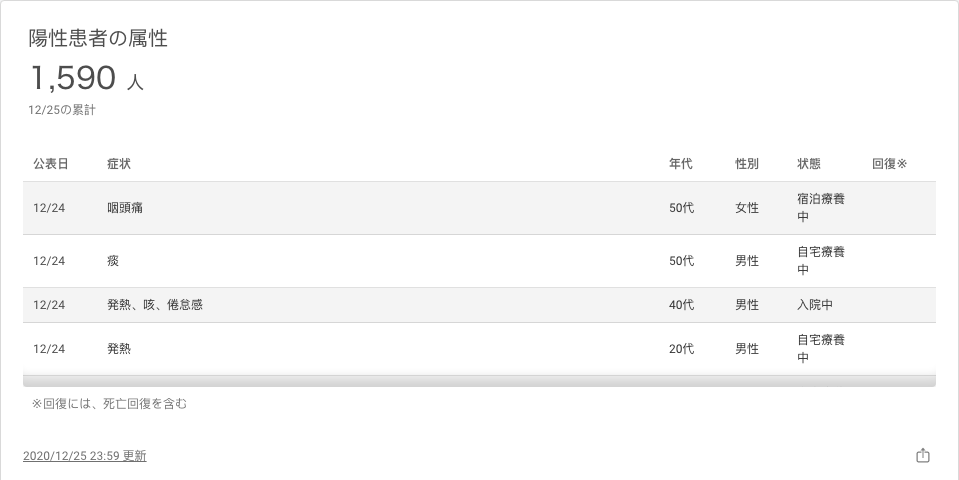 陽性患者の属性
1,590 人
12/25の累計
公表日 症状 年代 性別 状態 回復※
12/24 咽頭痛 50代 女性 宿泊療養
中
12/24 痰 50代 男性 自宅療養
中
12/24 発熱、咳、倦怠感 40代 男性 入院中
12/24 発熱 20代 男性 自宅療養
中
※回復には、死亡回復を含む
2020/12/25 23:59 更新